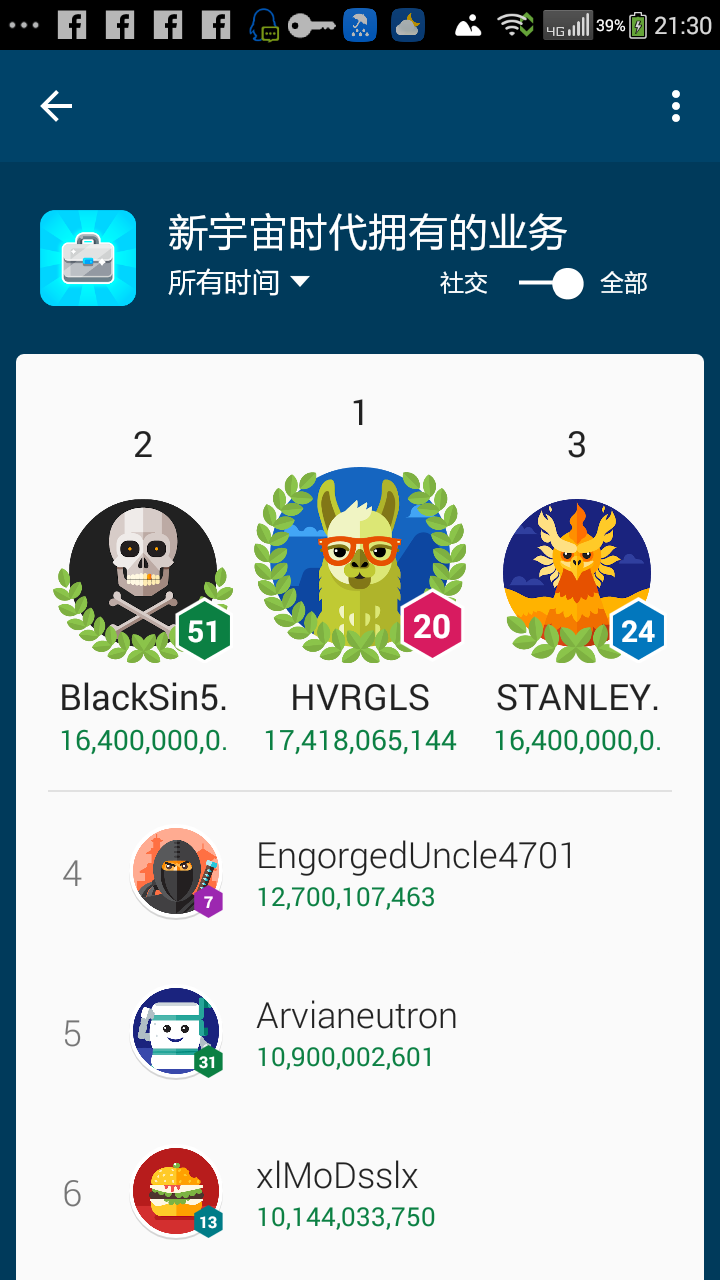 4G 39% 21:30
新宇宙时代拥有的业务
所有时间 社交 全部
1
2
3
51
20
24
BlackSin5.
HVRGLS
STANLEY.
16,400,000,0.
17,418,065,144
16,400,000,0.
4
EngorgedUncle4701
7
12,700,107,463
5
Arvianeutron
31
10,900,002,601
6
xlMoDsslx
13
10,144,033,750